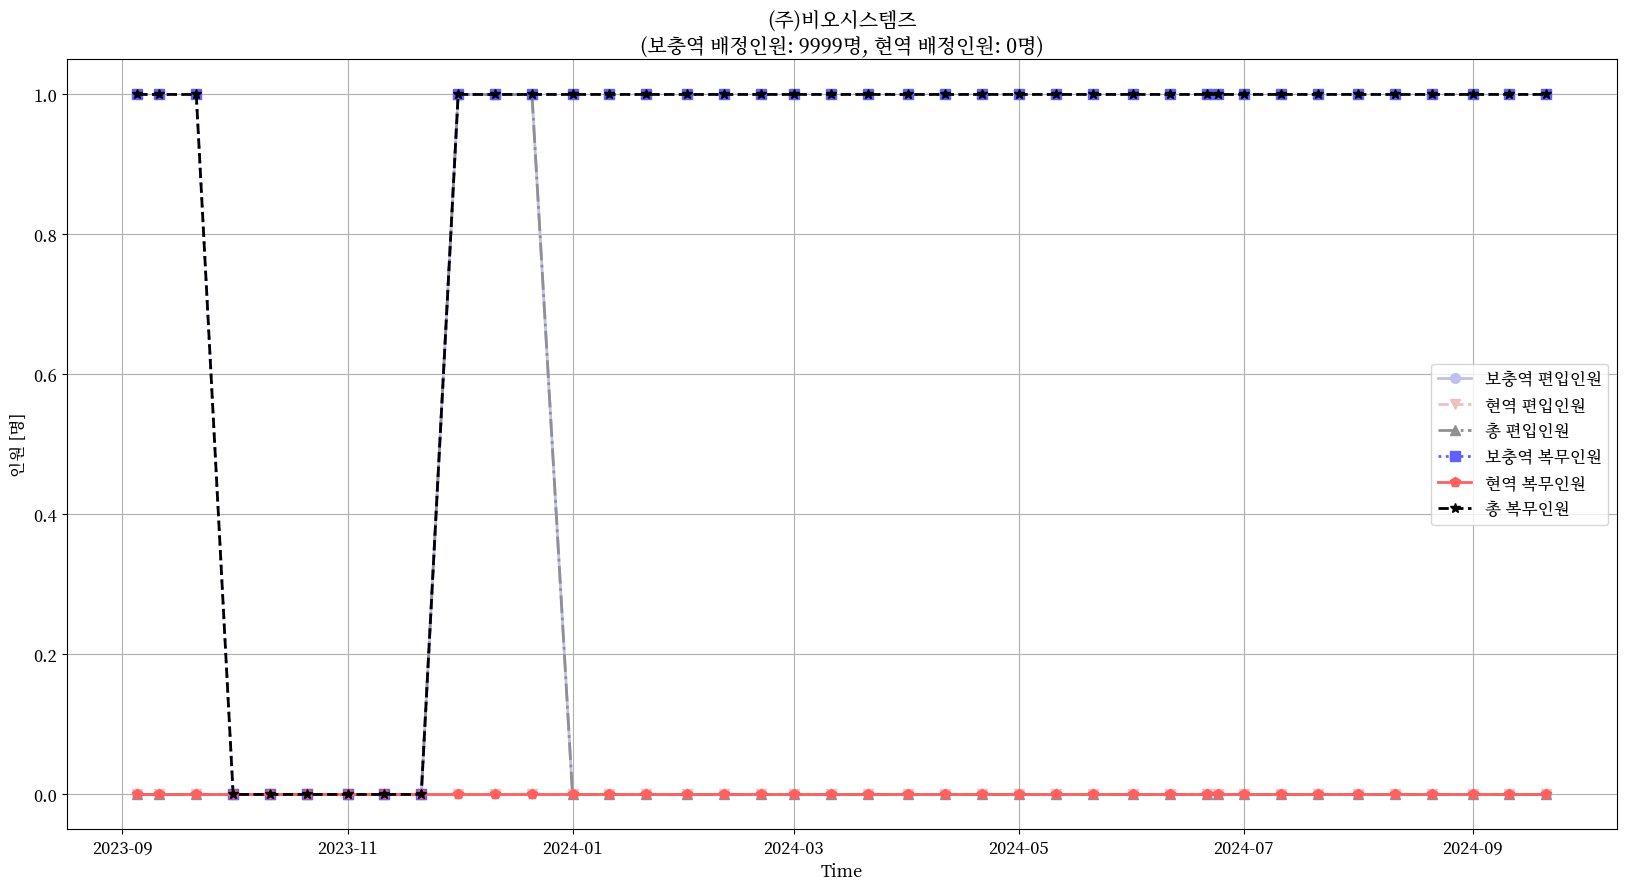 (주)비오시스템즈
(보충역 배정인원: 9999명, 현역 배정인원: 0명)
인원 [명]
1.0
0.8
0.6
0.4
0.2
0.0
보충역 편입인원
현역 편입인원
총 편입인원
보충역 복무인원
현역 복무인원
총 복무인원
2023-09
2023-11
2024-01
2024-03
2024-05
2024-07
2024-09
Time